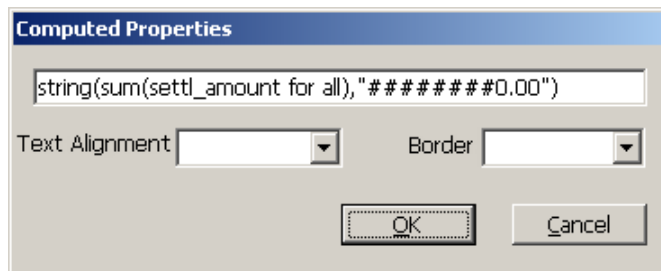 Computed Properties
string(sum(settl_amount for all),"########0.00")
Text Alignment Border
OK Cancel